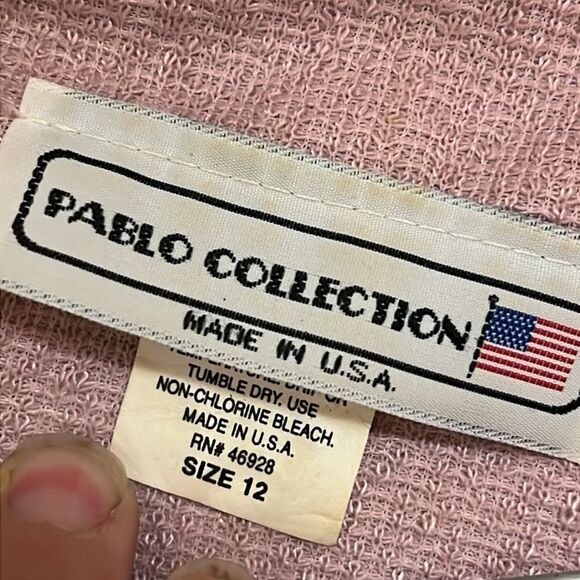 PABLO COLLECTION
MADE IN U.S.A.
TUMBLE DRY. USE
NON-CHLORINE BLEACH.
MADE IN U.S.A.
RN# 46928
SIZE 12